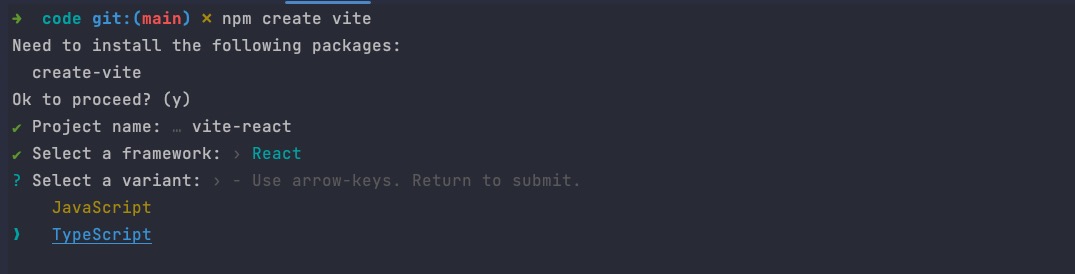 ➜ code git:(main) ✗ npm create vite
Need to install the following packages:
  create-vite
Ok to proceed? (y)
✔ Project name: … vite-react
✔ Select a framework: › React
? Select a variant: › - Use arrow-keys. Return to submit.
    JavaScript
❯   TypeScript